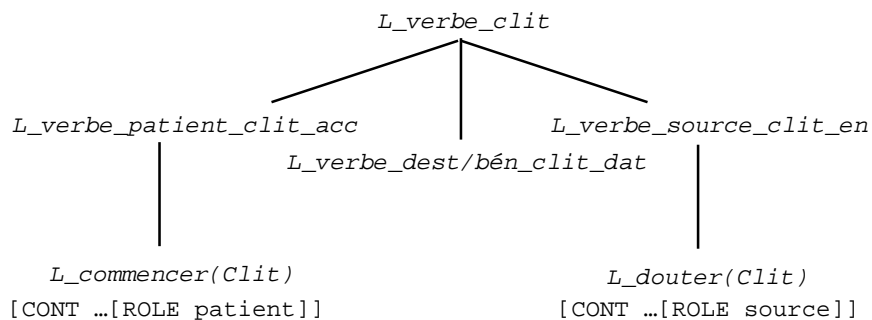 L_verbe_clit
L_verbe_patient_clit_acc L_verbe_source_clit_en
L_verbe_dest/bén_clit_dat
L_commencer(Clit) L_douter(Clit)
[CONT …[ROLE patient]] [CONT …[ROLE source]]